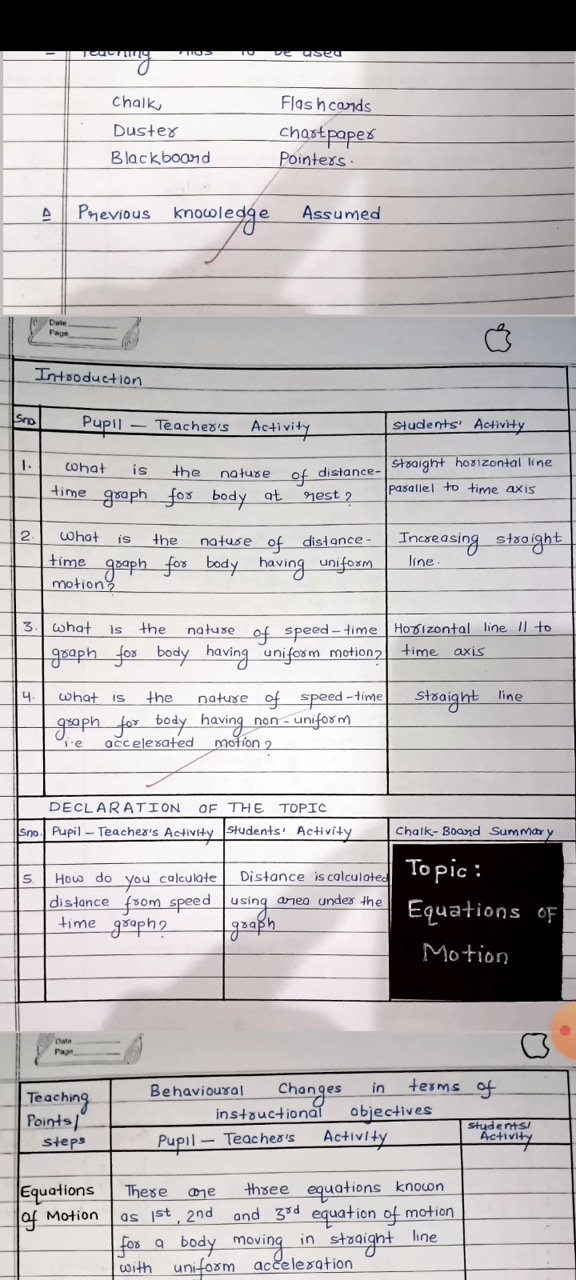 Teaching Aids to be used
Chalk Flashcards
Duster chartpaper
Blackboard Pointers.
Previous knowledge Assumed
Date
Page
Introduction
Sno. Pupil - Teacher's Activity Students' Activity
1. What is the nature of distance- Straight horizontal line
time graph for body at rest? parallel to time axis
2. What is the nature of distance- Increasing straight
time graph for body having uniform line.
motion?
3. What is the nature of speed-time Horizontal line || to
graph for body having uniform motion? time axis
4. What is the nature of speed-time straight line
graph for body having non-uniform
i.e accelerated motion?
DECLARATION OF THE TOPIC
Sno. Pupil - Teacher's Activity Students' Activity Chalk-Board Summary
5. How do you calculate Distance is calculated Topic:
distance from speed using area under the Equations of
time graph? graph Motion
Date
Page
Teaching Behavioural Changes in terms of
Points/ instructional objectives
steps Pupil - Teacher's Activity Students'
Activity
Equations There are three equations known
of Motion as 1st, 2nd and 3rd equation of motion
for a body moving in straight line
with uniform acceleration